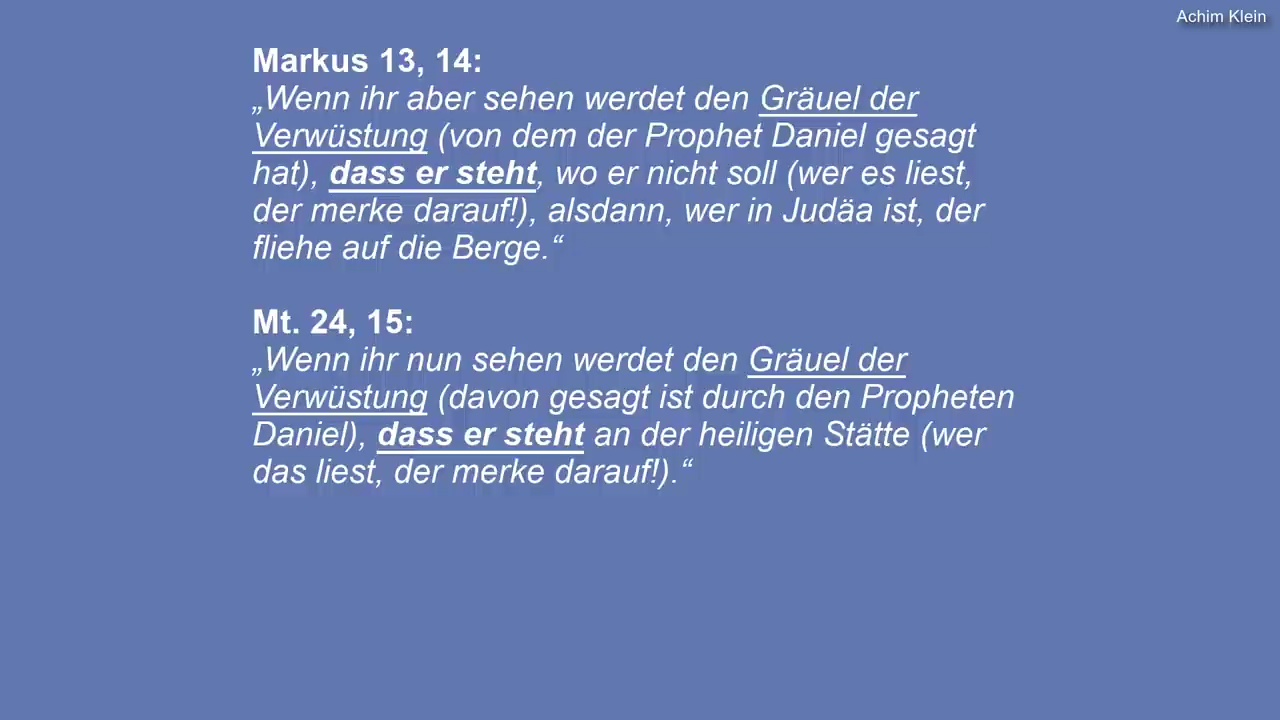 Achim Klein
Markus 13, 14:
„Wenn ihr aber sehen werdet den Gräuel der
Verwüstung (von dem der Prophet Daniel gesagt
hat), dass er steht, wo er nicht soll (wer es liest,
der merke darauf!), alsdann, wer in Judäa ist, der
fliehe auf die Berge.“
Mt. 24, 15:
„Wenn ihr nun sehen werdet den Gräuel der
Verwüstung (davon gesagt ist durch den Propheten
Daniel), dass er steht an der heiligen Stätte (wer
das liest, der merke darauf!).“